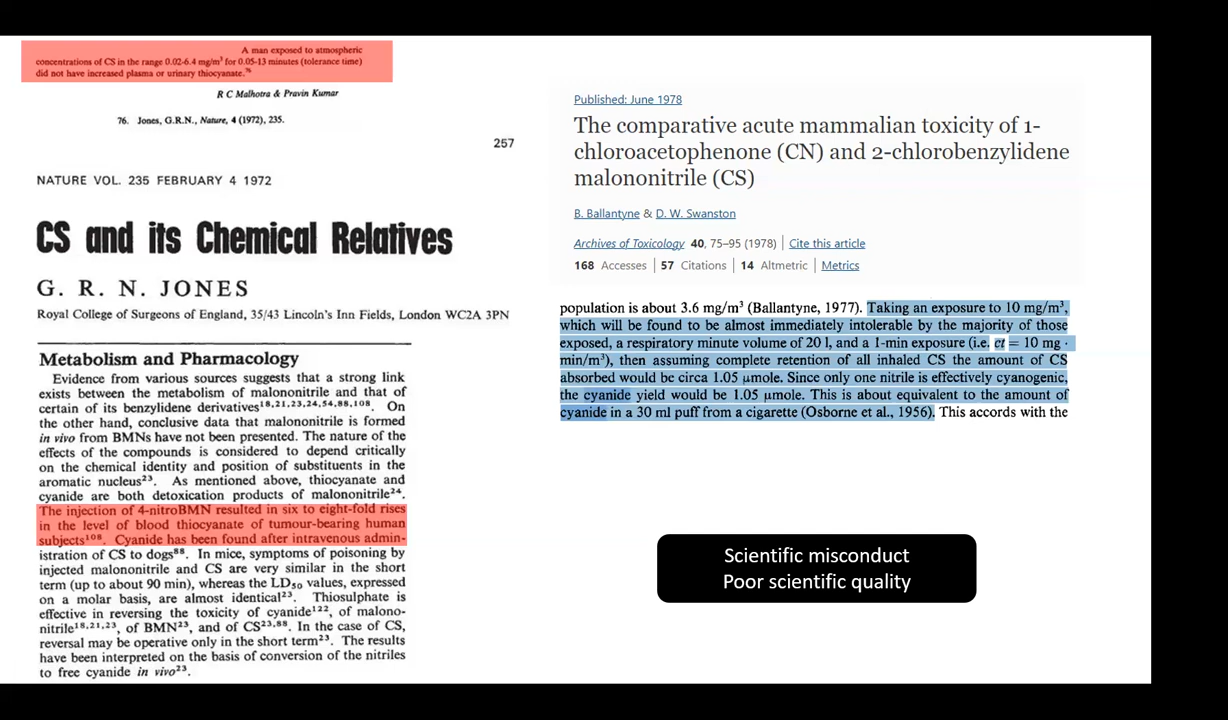 A man exposed to atmospheric
concentrations of CS in the range 0.02-6.4 mg/m³ for 0.05-13 minutes (tolerance time)
did not have increased plasma or urinary thiocyanate.⁷⁶
R C Malhotra & Pravin Kumar
76. Jones, G.R.N., Nature, 4 (1972), 235.
257
NATURE VOL. 235 FEBRUARY 4 1972
CS and its Chemical Relatives
G. R. N. JONES
Royal College of Surgeons of England, 35/43 Lincoln's Inn Fields, London WC2A 3PN
Metabolism and Pharmacology
Evidence from various sources suggests that a strong link
exists between the metabolism of malononitrile and that of
certain of its benzylidene derivatives¹⁸,²¹,²³,²⁴,⁵⁴,⁸⁸,¹⁰⁸. On
the other hand, conclusive data that malononitrile is formed
in vivo from BMNs have not been presented. The nature of the
effects of the compounds is considered to depend critically
on the chemical identity and position of substituents in the
aromatic nucleus²³. As mentioned above, thiocyanate and
cyanide are both detoxication products of malononitrile²⁴.
The injection of 4-nitroBMN resulted in six to eight-fold rises
in the level of blood thiocyanate of tumour-bearing human
subjects¹⁰⁸. Cyanide has been found after intravenous admin-
istration of CS to dogs⁸⁸. In mice, symptoms of poisoning by
injected malononitrile and CS are very similar in the short
term (up to about 90 min), whereas the LD₅₀ values, expressed
on a molar basis, are almost identical²³. Thiosulphate is
effective in reversing the toxicity of cyanide¹²², of malono-
nitrile¹⁸,²¹,²³, of BMN²³, and of CS²³,⁸⁸. In the case of CS,
reversal may be operative only in the short term²³. The results
have been interpreted on the basis of conversion of the nitriles
to free cyanide in vivo²³.
Published: June 1978
The comparative acute mammalian toxicity of 1-
chloroacetophenone (CN) and 2-chlorobenzylidene
malononitrile (CS)
B. Ballantyne & D. W. Swanston
Archives of Toxicology 40, 75–95 (1978) | Cite this article
168 Accesses | 57 Citations | 14 Altmetric | Metrics
population is about 3.6 mg/m³ (Ballantyne, 1977). Taking an exposure to 10 mg/m³,
which will be found to be almost immediately intolerable by the majority of those
exposed, a respiratory minute volume of 20 l, and a 1-min exposure (i.e. ct = 10 mg ·
min/m³), then assuming complete retention of all inhaled CS the amount of CS
absorbed would be circa 1.05 μmole. Since only one nitrile is effectively cyanogenic,
the cyanide yield would be 1.05 μmole. This is about equivalent to the amount of
cyanide in a 30 ml puff from a cigarette (Osborne et al., 1956). This accords with the
Scientific misconduct
Poor scientific quality